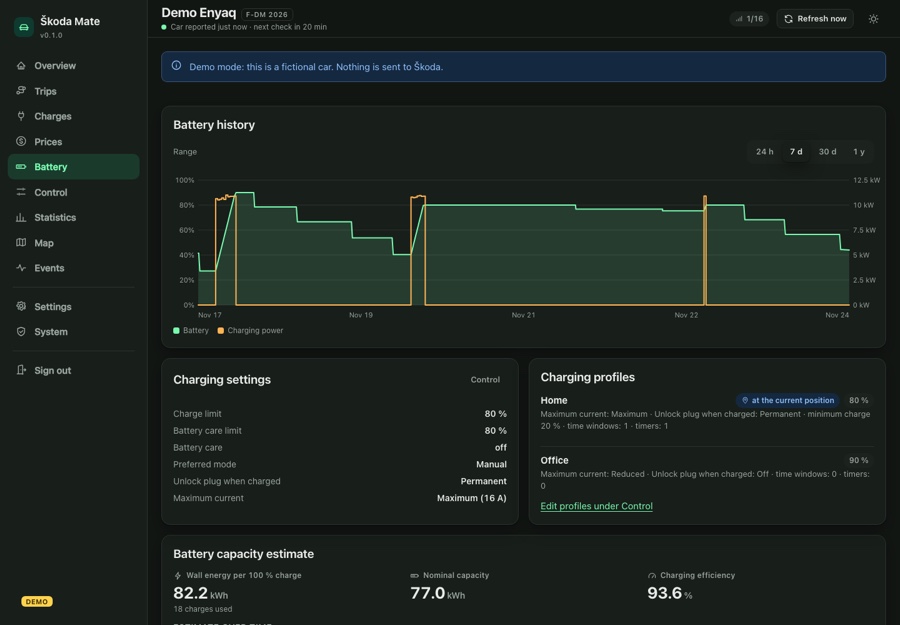 Škoda Mate
v0.1.0
Overview
Trips
Charges
Prices
Battery
Control
Statistics
Map
Events
Settings
System
Sign out
DEMO
Demo Enyaq F-DM 2026
Car reported just now · next check in 20 min
1/16
Refresh now
Demo mode: this is a fictional car. Nothing is sent to Škoda.
Battery history
Range
24 h 7 d 30 d 1 y
100% 12.5 kW
80% 10 kW
60% 7.5 kW
40% 5 kW
20% 2.5 kW
0% 0 kW
Nov 17 Nov 19 Nov 21 Nov 22 Nov 24
Battery Charging power
Charging settings Control
Charge limit 80 %
Battery care limit 80 %
Battery care off
Preferred mode Manual
Unlock plug when charged Permanent
Maximum current Maximum (16 A)
Charging profiles
Home at the current position 80 %
Maximum current: Maximum · Unlock plug when charged: Permanent · minimum charge
20 % · time windows: 1 · timers: 1
Office 90 %
Maximum current: Reduced · Unlock plug when charged: Off · time windows: 0 · timers:
0
Edit profiles under Control
Battery capacity estimate
Wall energy per 100 % charge
82.2 kWh
18 charges used
Nominal capacity
77.0 kWh
Charging efficiency
93.6 %